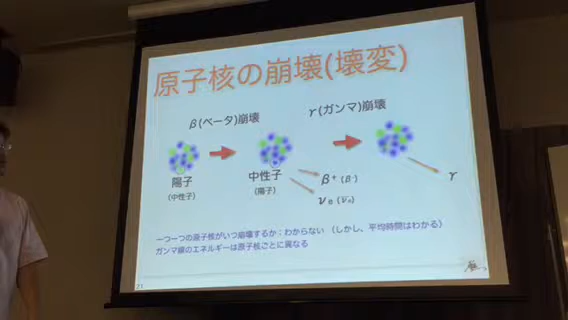 原子核の崩壊(壊変)
β(ベータ)崩壊
γ(ガンマ)崩壊
陽子
(中性子)
中性子
(陽子)
β⁺ (β⁻)
νe
γ
一つ一つの原子核がいつ崩壊するか:わからない (しかし、平均時間はわかる)
ガンマ線のエネルギーは原子核ごとに異なる